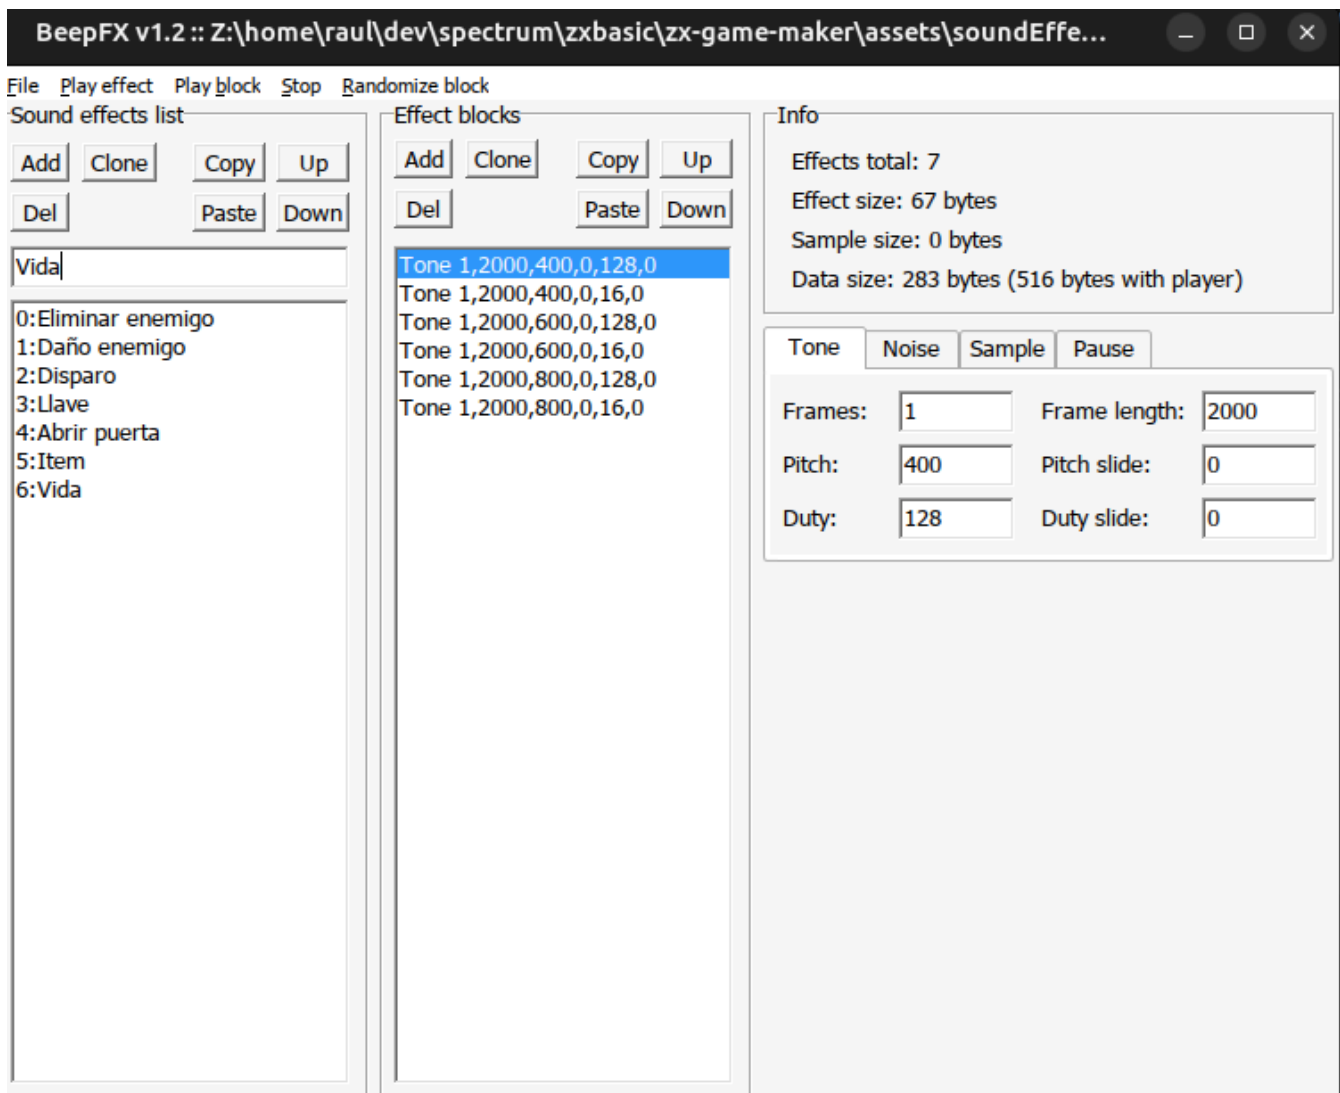 BeepFX v1.2 :: Z:\home\raul\dev\spectrum\zxbasic\zx-game-maker\assets\soundEffe...
File Play effect Play block Stop Randomize block
Sound effects list
Add Clone Copy Up
Del Paste Down
Vida
0:Eliminar enemigo
1:Daño enemigo
2:Disparo
3:Llave
4:Abrir puerta
5:Item
6:Vida
Effect blocks
Add Clone Copy Up
Del Paste Down
Tone 1,2000,400,0,128,0
Tone 1,2000,400,0,16,0
Tone 1,2000,600,0,128,0
Tone 1,2000,600,0,16,0
Tone 1,2000,800,0,128,0
Tone 1,2000,800,0,16,0
Info
Effects total: 7
Effect size: 67 bytes
Sample size: 0 bytes
Data size: 283 bytes (516 bytes with player)
Tone Noise Sample Pause
Frames: 1 Frame length: 2000
Pitch: 400 Pitch slide: 0
Duty: 128 Duty slide: 0